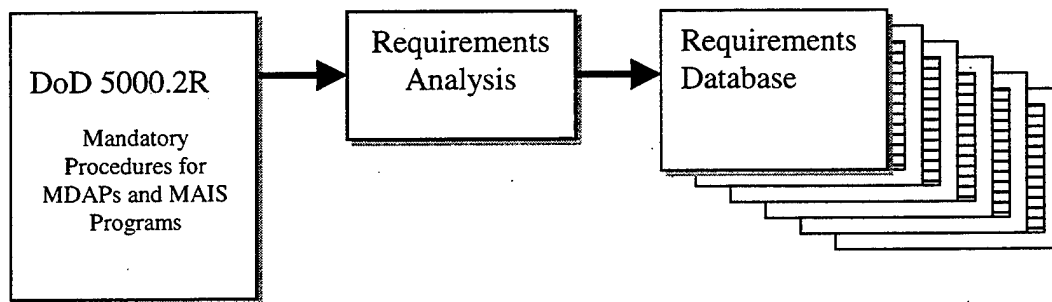 DoD 5000.2R
Mandatory
Procedures for
MDAPs and MAIS
Programs
Requirements
Analysis
Requirements
Database